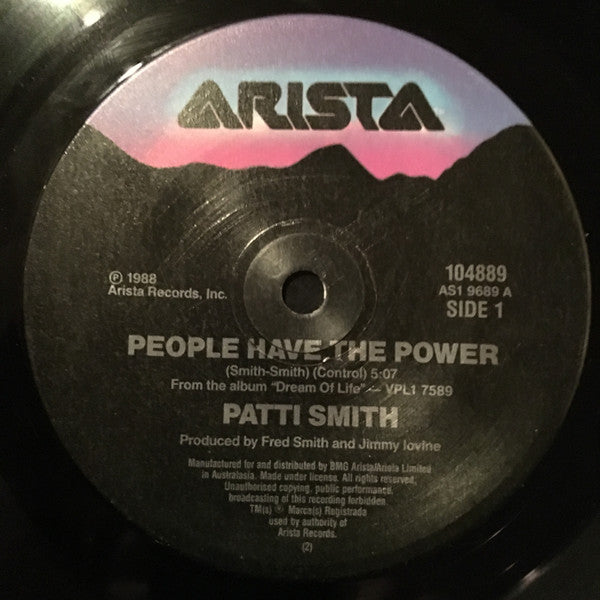 ARISTA
℗ 1988
Arista Records, Inc.
104889
AS1 9689 A
SIDE 1
PEOPLE HAVE THE POWER
(Smith-Smith) (Control) 5:07
From the album "Dream Of Life" — VPL1 7589
PATTI SMITH
Produced by Fred Smith and Jimmy Iovine
Manufactured for and distributed by BMG Arista/Ariola Limited
in Australasia. Made under license. All rights reserved.
Unauthorised copying, public performance,
broadcasting of this recording forbidden.
TM(s) ® Marca(s) Registrada
used by authority of
Arista Records.
(2)